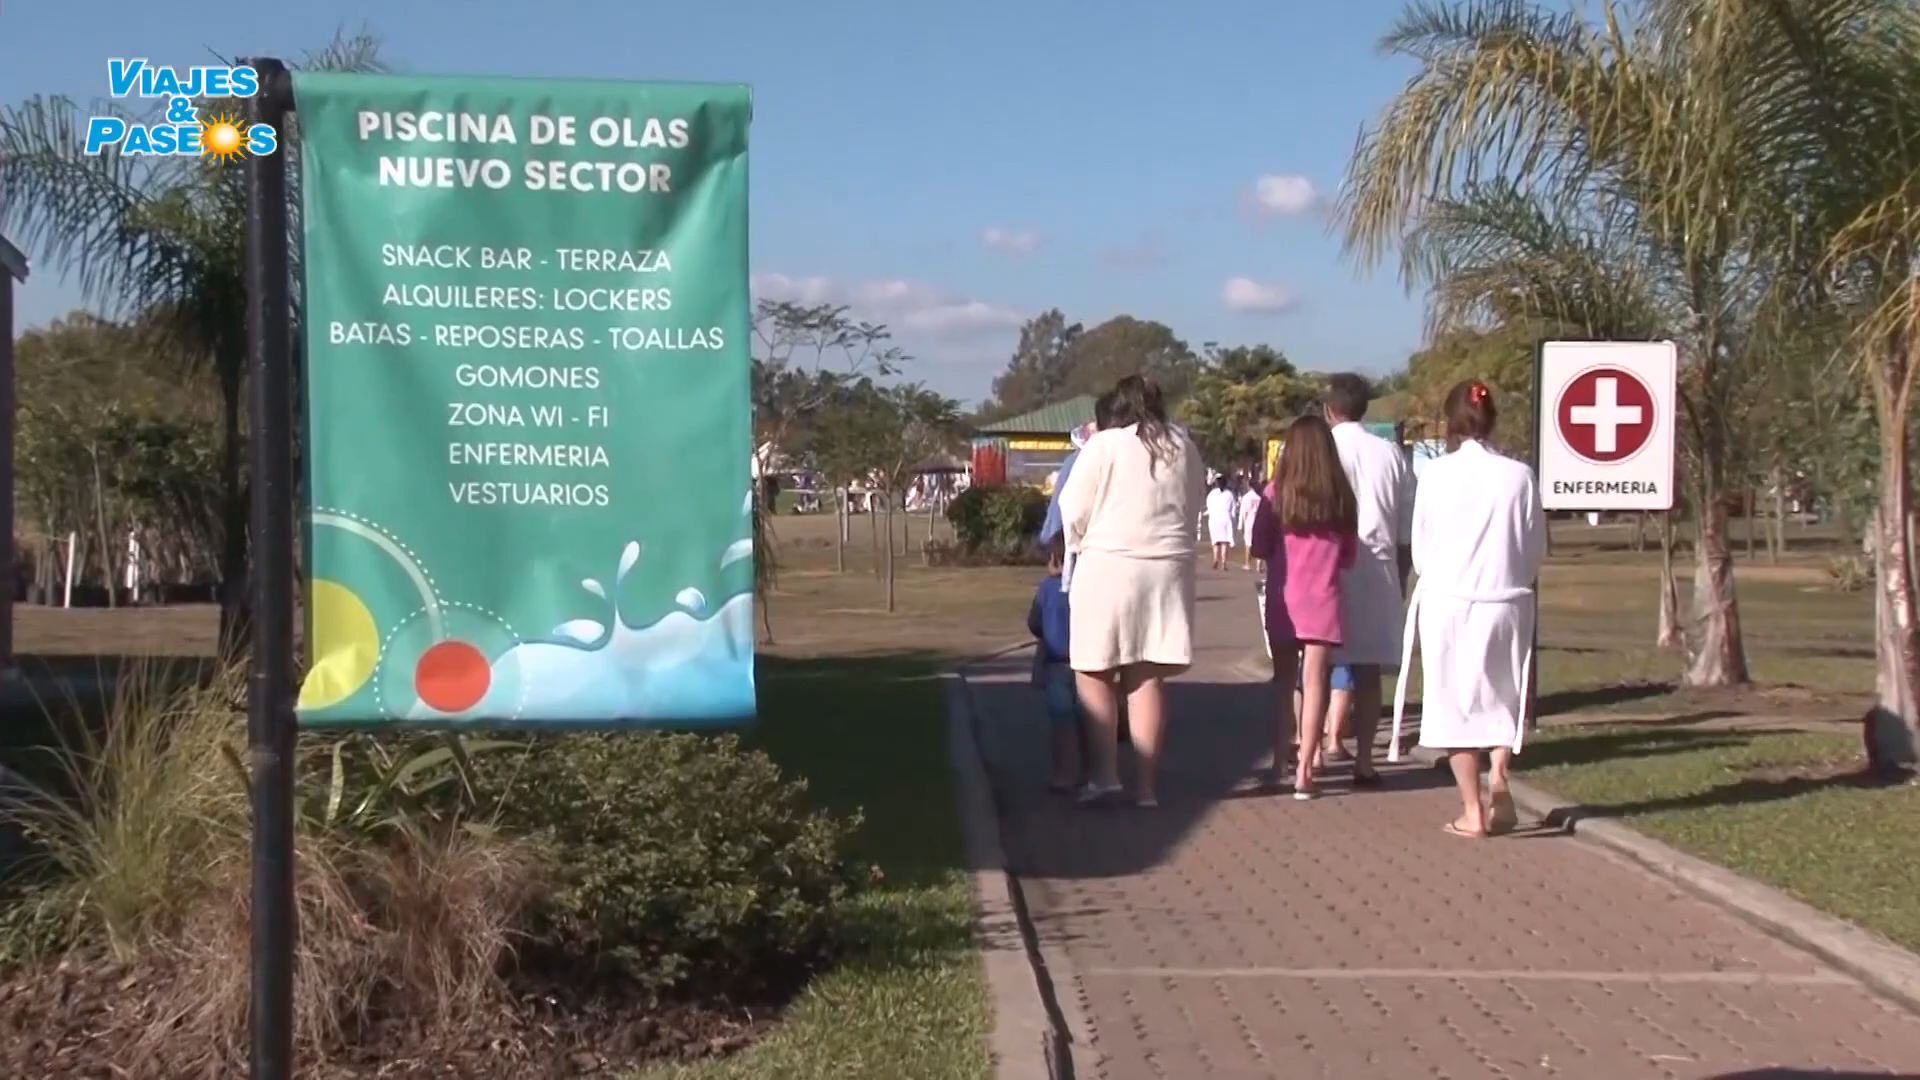 VIAJES
&
PASEOS
PISCINA DE OLAS
NUEVO SECTOR
SNACK BAR - TERRAZA
ALQUILERES: LOCKERS
BATAS - REPOSERAS - TOALLAS
GOMONES
ZONA WI - FI
ENFERMERIA
VESTUARIOS
ENFERMERIA